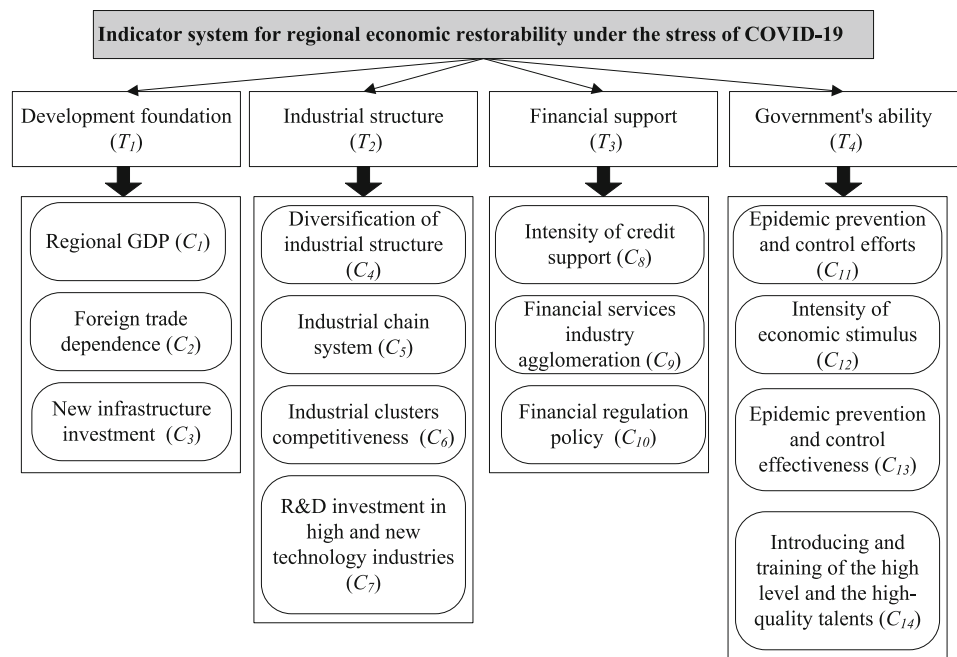 Indicator system for regional economic restorability under the stress of COVID-19
Development foundation
(T1)
Industrial structure
(T2)
Financial support
(T3)
Government's ability
(T4)
Regional GDP (C1)
Foreign trade
dependence (C2)
New infrastructure
investment (C3)
Diversification of
industrial structure
(C4)
Industrial chain
system (C5)
Industrial clusters
competitiveness (C6)
R&D investment in
high and new
technology industries
(C7)
Intensity of credit
support (C8)
Financial services
industry
agglomeration (C9)
Financial regulation
policy (C10)
Epidemic prevention
and control efforts
(C11)
Intensity of
economic stimulus
(C12)
Epidemic prevention
and control
effectiveness (C13)
Introducing and
training of the high
level and the high-
quality talents (C14)